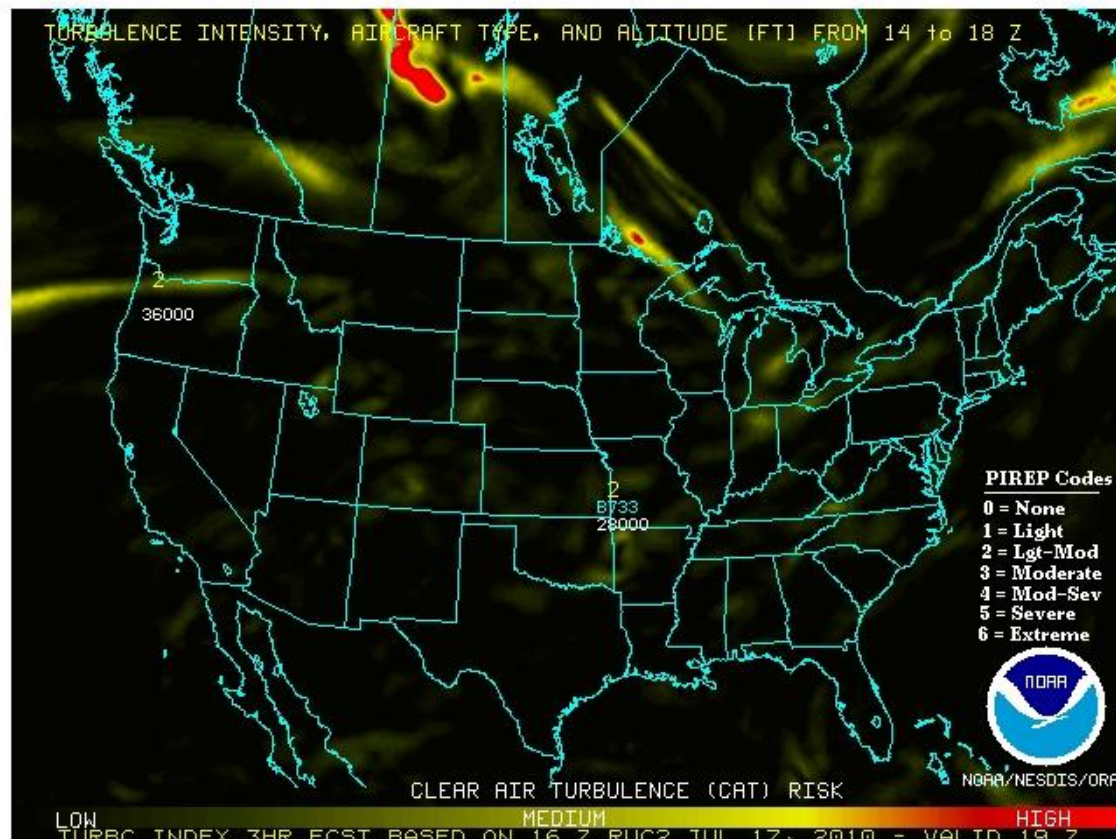 TURBULENCE INTENSITY, AIRCRAFT TYPE, AND ALTITUDE [FT] FROM 14 to 18 Z
2
36000
2
B733
28000
PIREP Codes
0 = None
1 = Light
2 = Lgt-Mod
3 = Moderate
4 = Mod-Sev
5 = Severe
6 = Extreme
NOAA
NOAA/NESDIS/ORA
CLEAR AIR TURBULENCE (CAT) RISK
LOW MEDIUM HIGH
TURBC INDEX 3HR FCST BASED ON 16 Z RUC2 JUL 17, 2010 - VALID